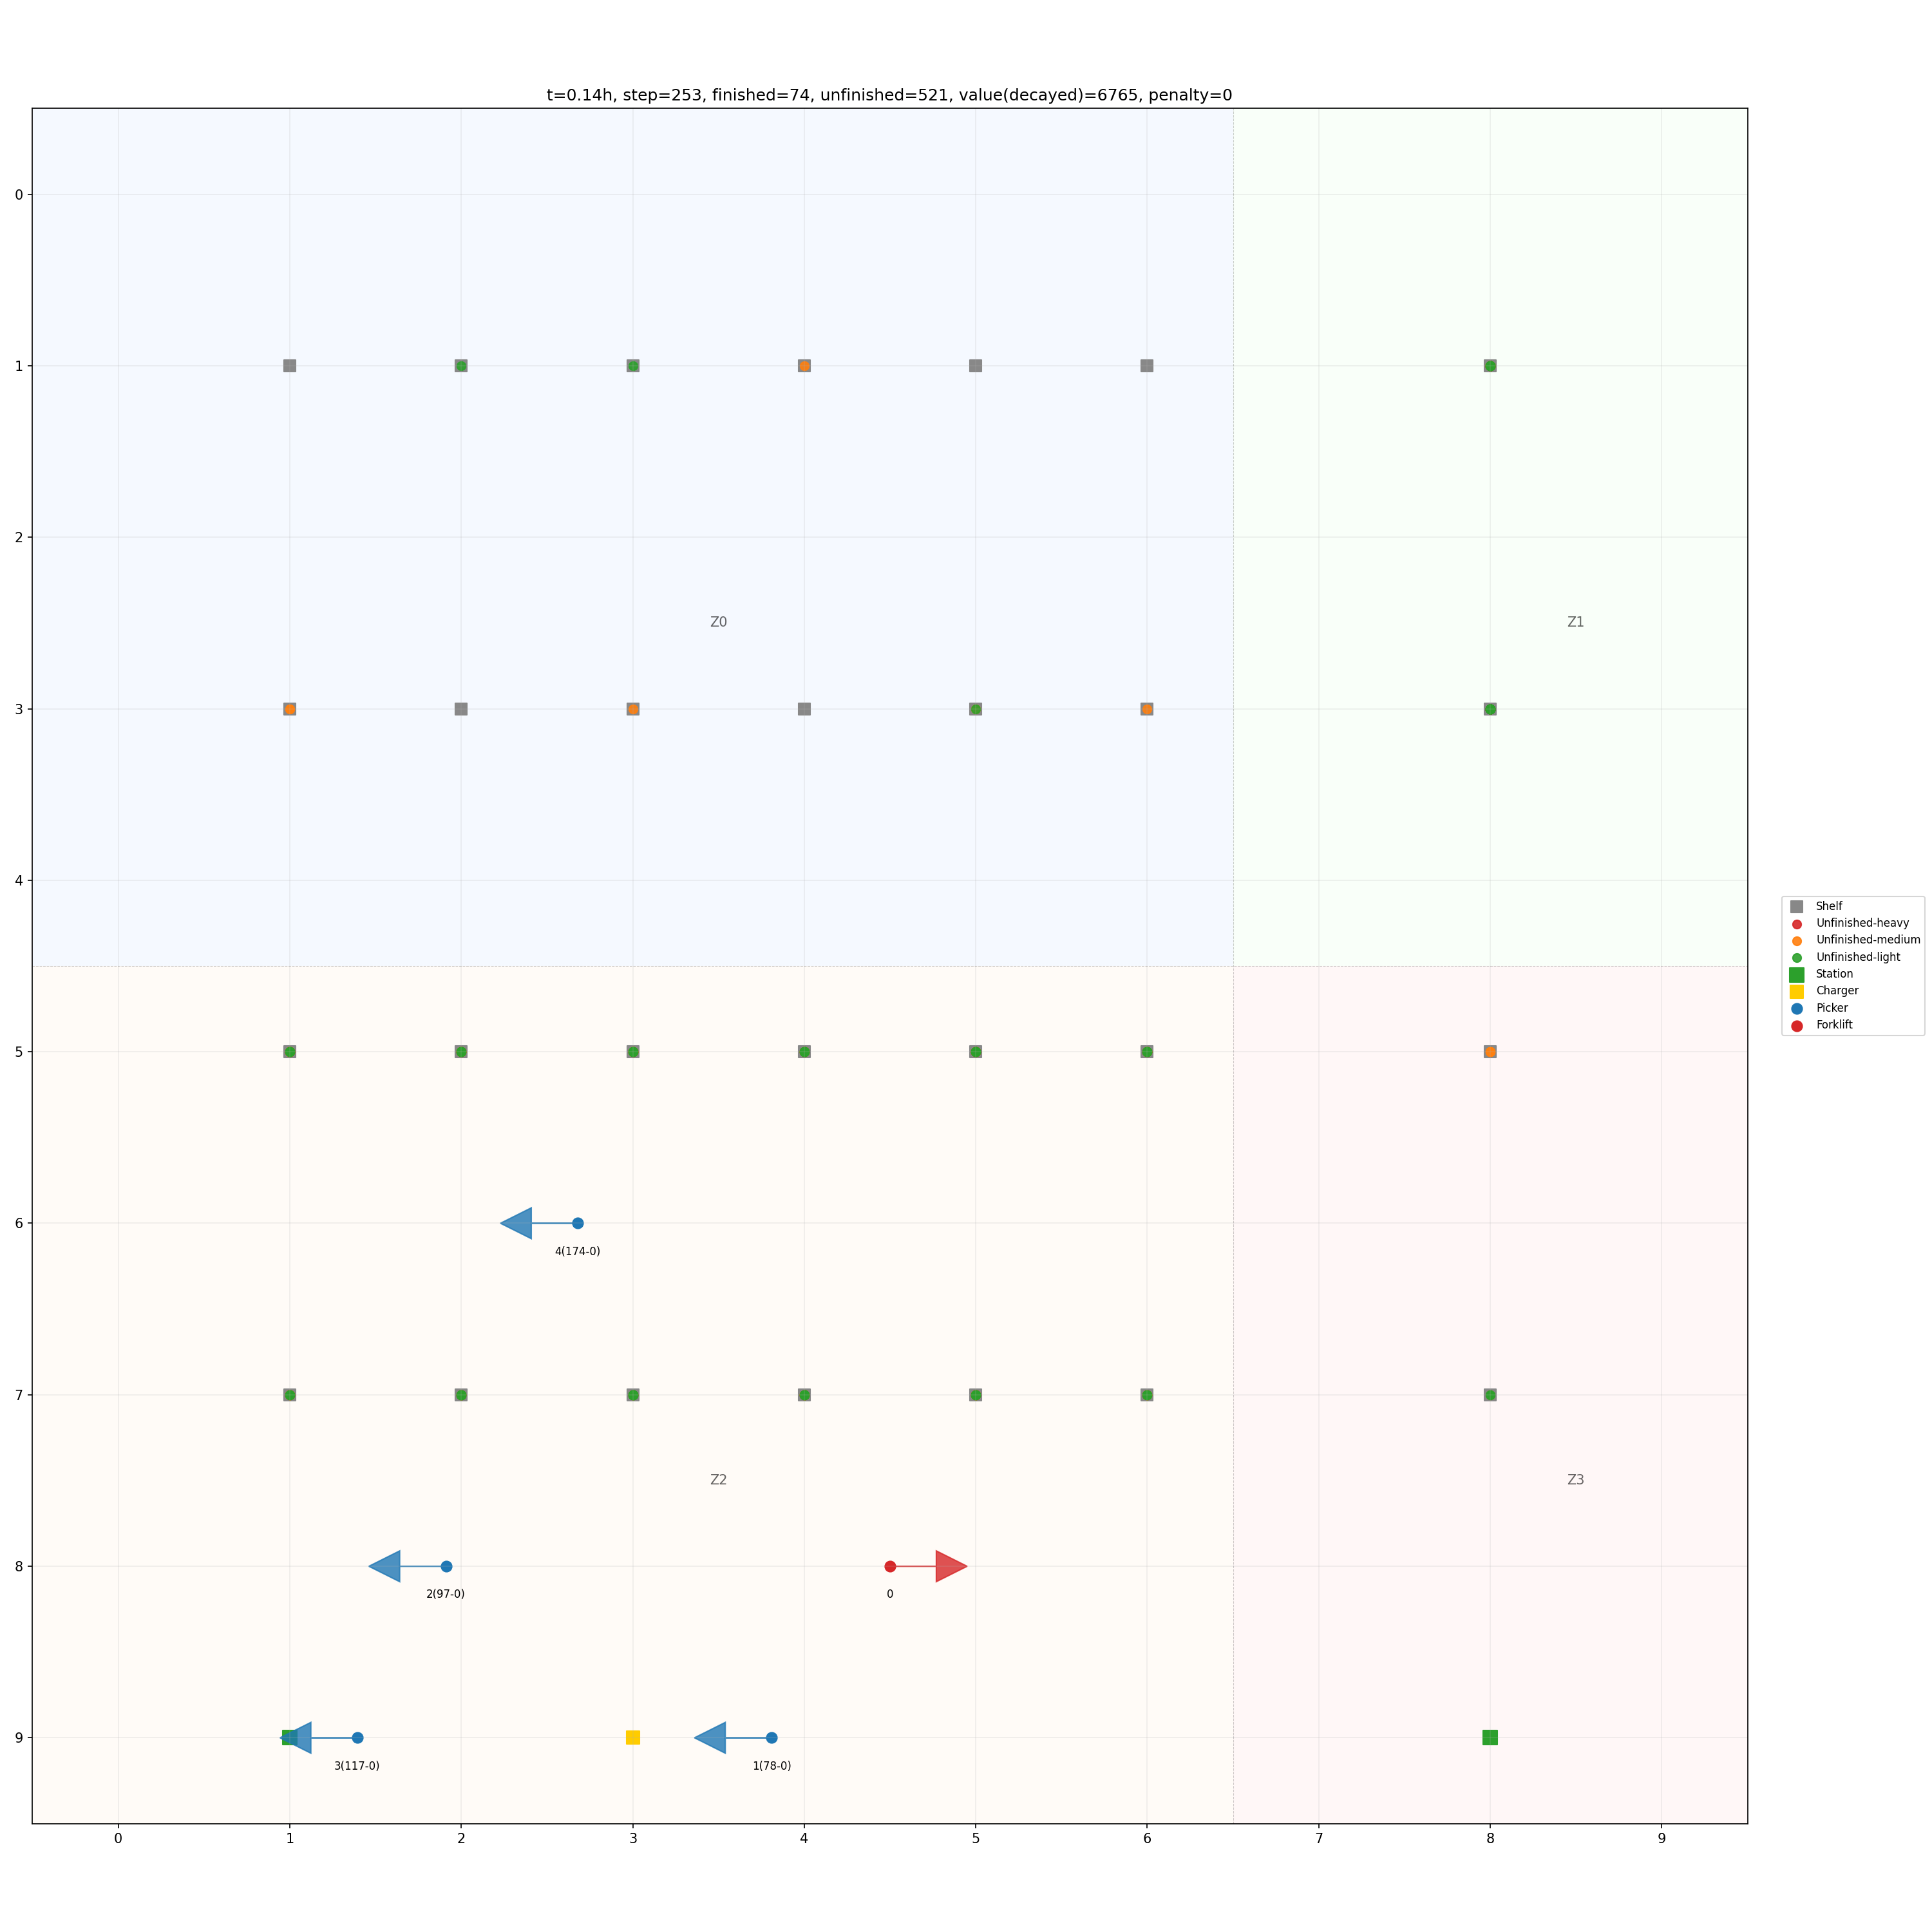 t=0.14h, step=253, finished=74, unfinished=521, value(decayed)=6765, penalty=0
0
1
2
Z0
Z1
3
4
Shelf
Unfinished-heavy
Unfinished-medium
Unfinished-light
Station
Charger
Picker
Forklift
5
6
4(174-0)
7
Z2
Z3
8
2(97-0)
0
9
3(117-0)
1(78-0)
0 1 2 3 4 5 6 7 8 9